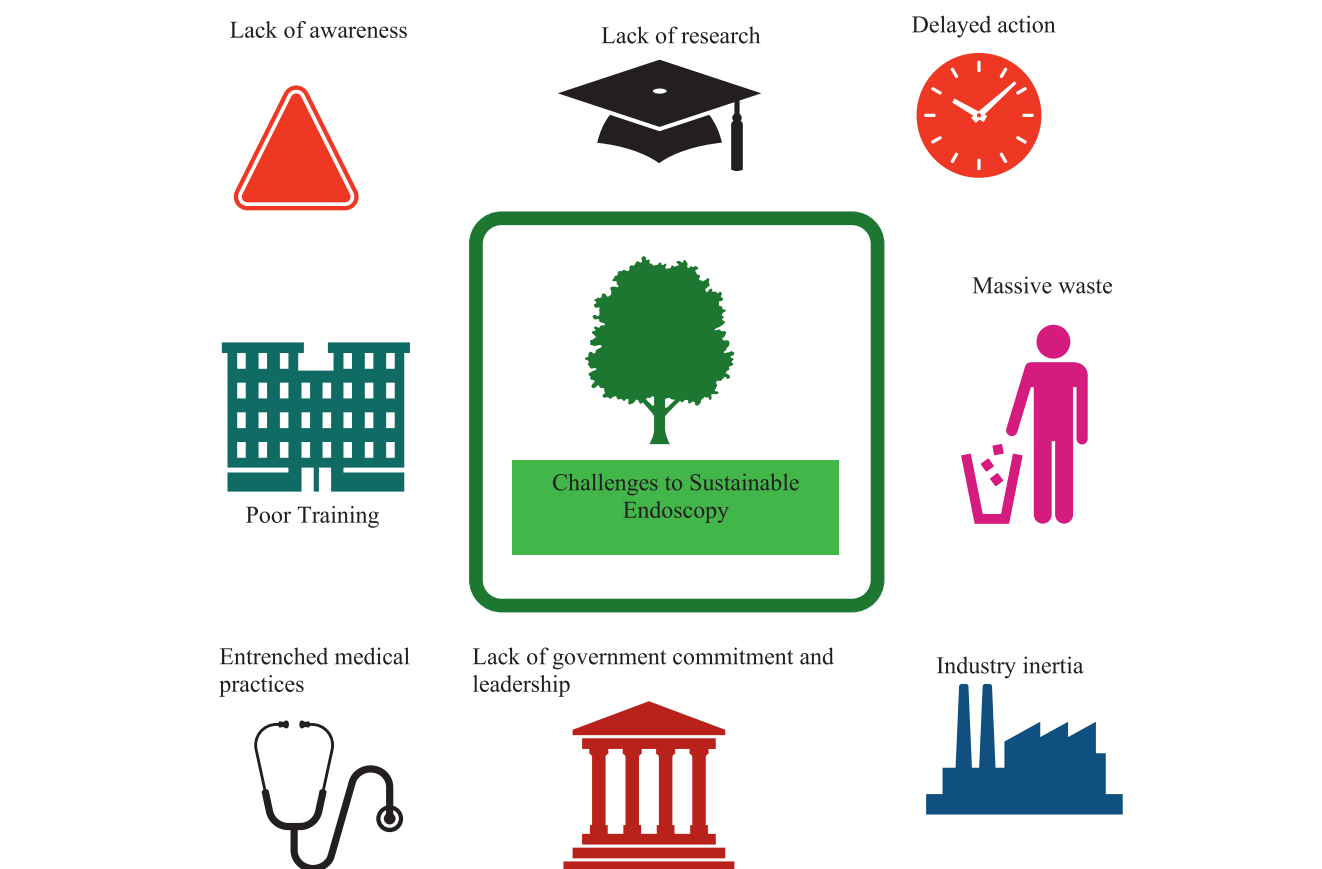 Lack of awareness
Lack of research
Delayed action
Massive waste
Challenges to Sustainable
Endoscopy
Poor Training
Entrenched medical
practices
Lack of government commitment and
leadership
Industry inertia